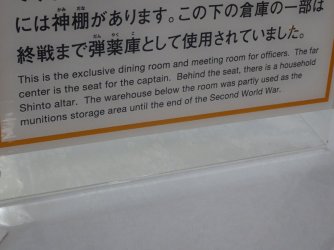 には神棚があります。この下の倉庫の一部は
終戦まで弾薬庫として使用されていました。
This is the exclusive dining room and meeting room for officers. The far
center is the seat for the captain. Behind the seat, there is a household
Shinto altar. The warehouse below the room was partly used as the
munitions storage area until the end of the Second World War.